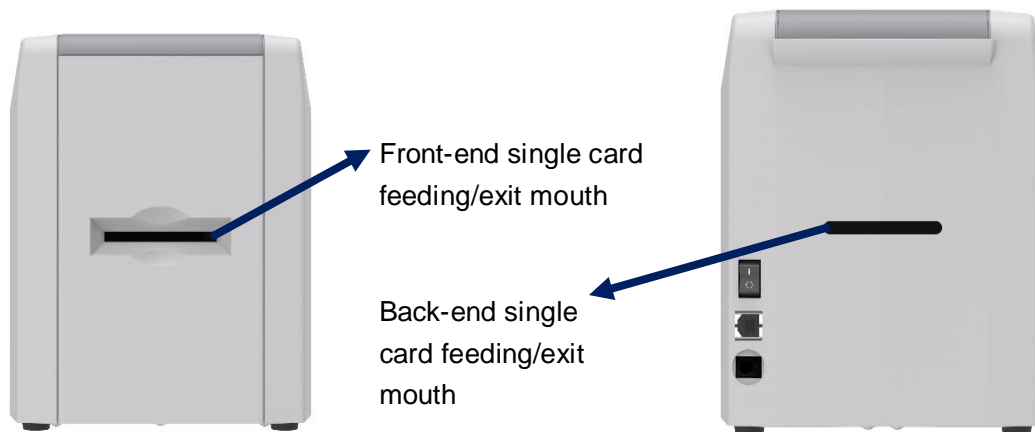 Front-end single card
feeding/exit mouth
Back-end single
card feeding/exit
mouth